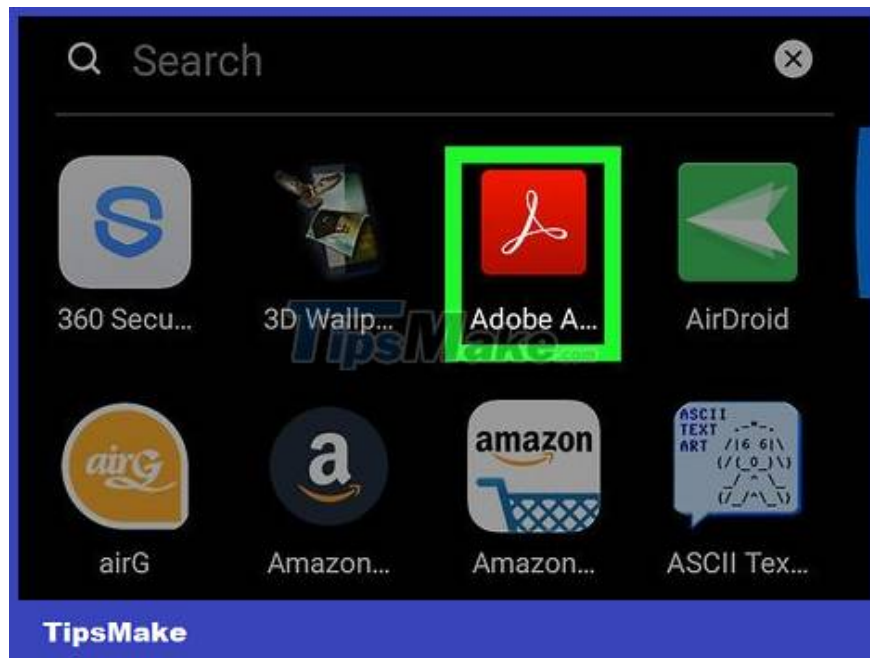 Search
360 Secu...
3D Wallp...
Adobe A...
AirDroid
TipsMake.com
airG
a
amazon
ASCII
TEXT
ART
airG
Amazon...
Amazon...
ASCII Tex...
TipsMake